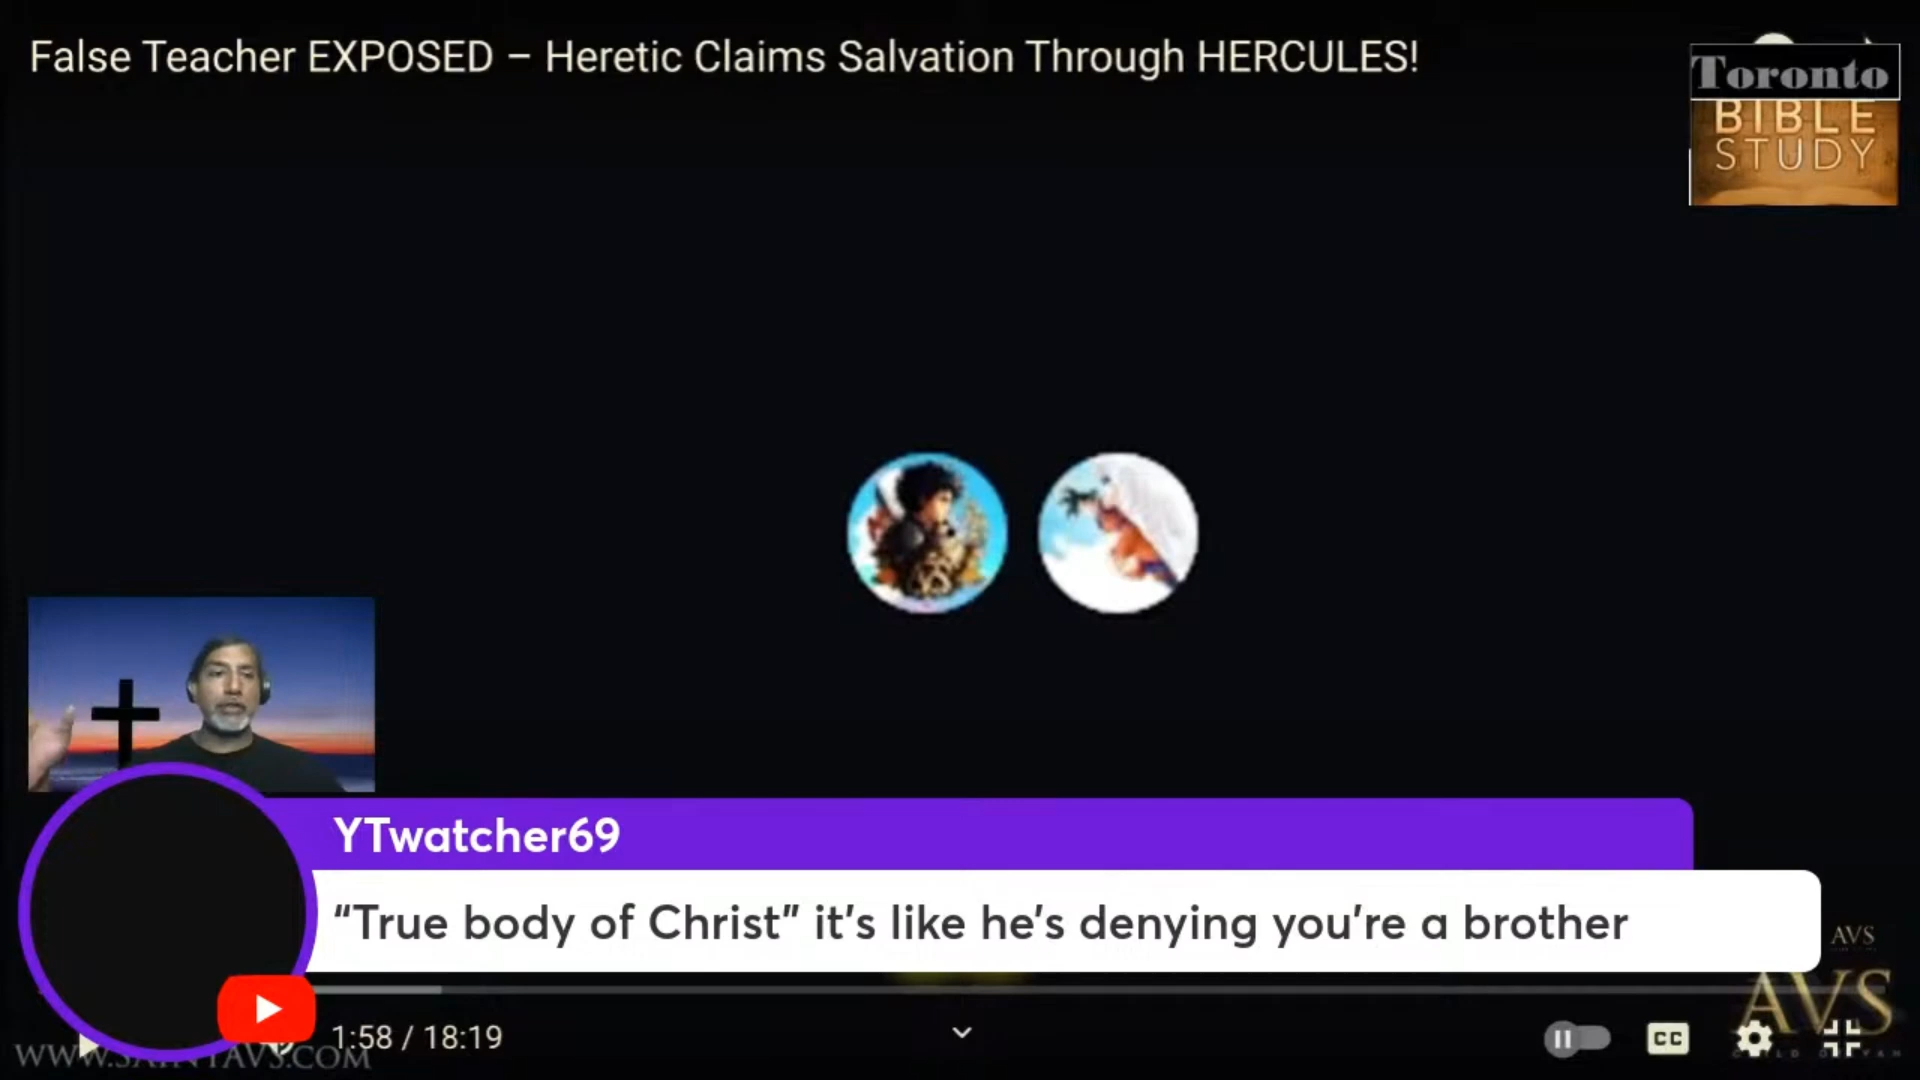 False Teacher EXPOSED – Heretic Claims Salvation Through HERCULES!
Toronto
BIBLE
STUDY
YTwatcher69
“True body of Christ” it’s like he’s denying you’re a brother
AVS
AVS
1:58 / 18:19
CC